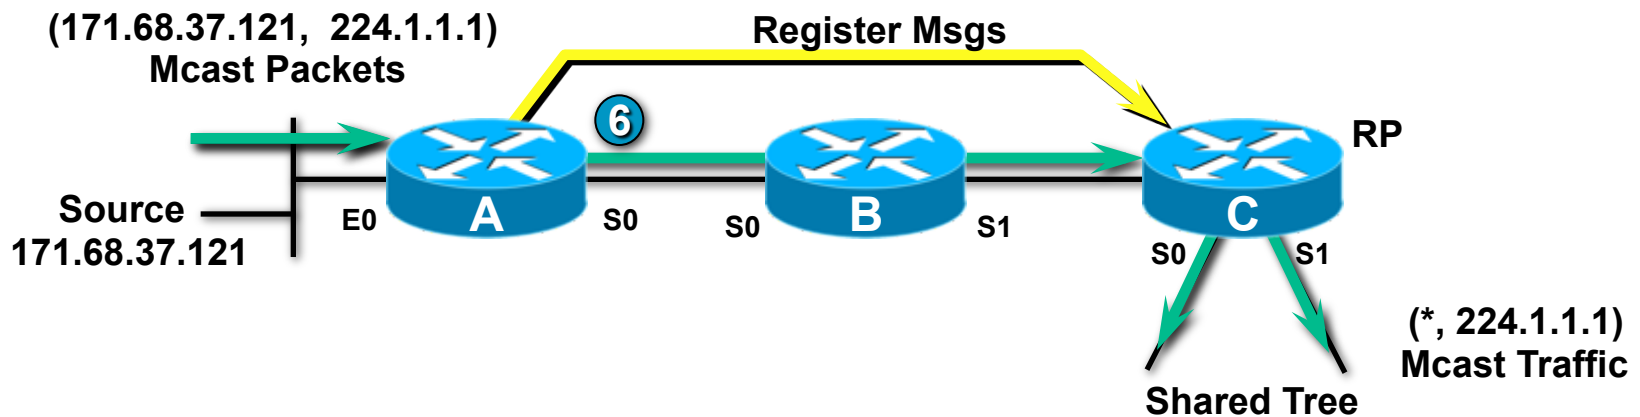 (171.68.37.121, 224.1.1.1)
Mcast Packets
Register Msgs
6
RP
Source
171.68.37.121
E0
A
S0
S0
B
S1
C
S0
S1
(*, 224.1.1.1)
Mcast Traffic
Shared Tree